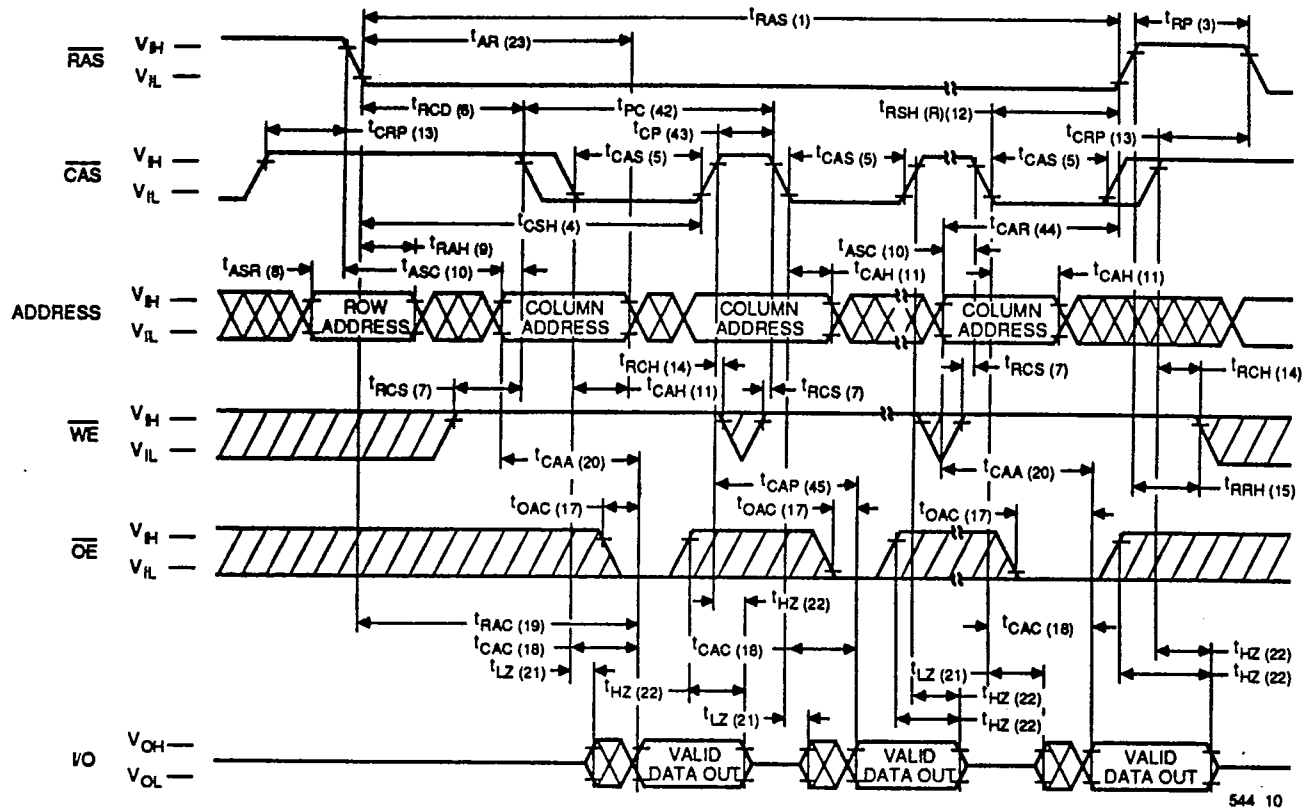 tRAS (1)
tRP (3)
tAR (23)
RAS
VIH
VIL
tRCD (6)
tPC (42)
tRSH (R)(12)
tCRP (13)
tCP (43)
tCRP (13)
CAS
VIH
VIL
tCAS (5)
tCAS (5)
tCAS (5)
tCSH (4)
tCAR (44)
tRAH (9)
tASC (10)
tASR (8)
tASC (10)
tCAH (11)
tCAH (11)
ADDRESS
VIH
VIL
ROW ADDRESS
COLUMN ADDRESS
COLUMN ADDRESS
COLUMN ADDRESS
tRCH (14)
tRCS (7)
tCAH (11)
tRCS (7)
tRCS (7)
tRCH (14)
WE
VIH
VIL
tCAA (20)
tCAA (20)
tCAP (45)
tRRH (15)
tOAC (17)
tOAC (17)
tOAC (17)
OE
VIH
VIL
tHZ (22)
tRAC (19)
tCAC (18)
tCAC (18)
tCAC (18)
tHZ (22)
tLZ (21)
tHZ (22)
tLZ (21)
tHZ (22)
tHZ (22)
tLZ (21)
tHZ (22)
I/O
VOH
VOL
VALID DATA OUT
VALID DATA OUT
VALID DATA OUT
544 10